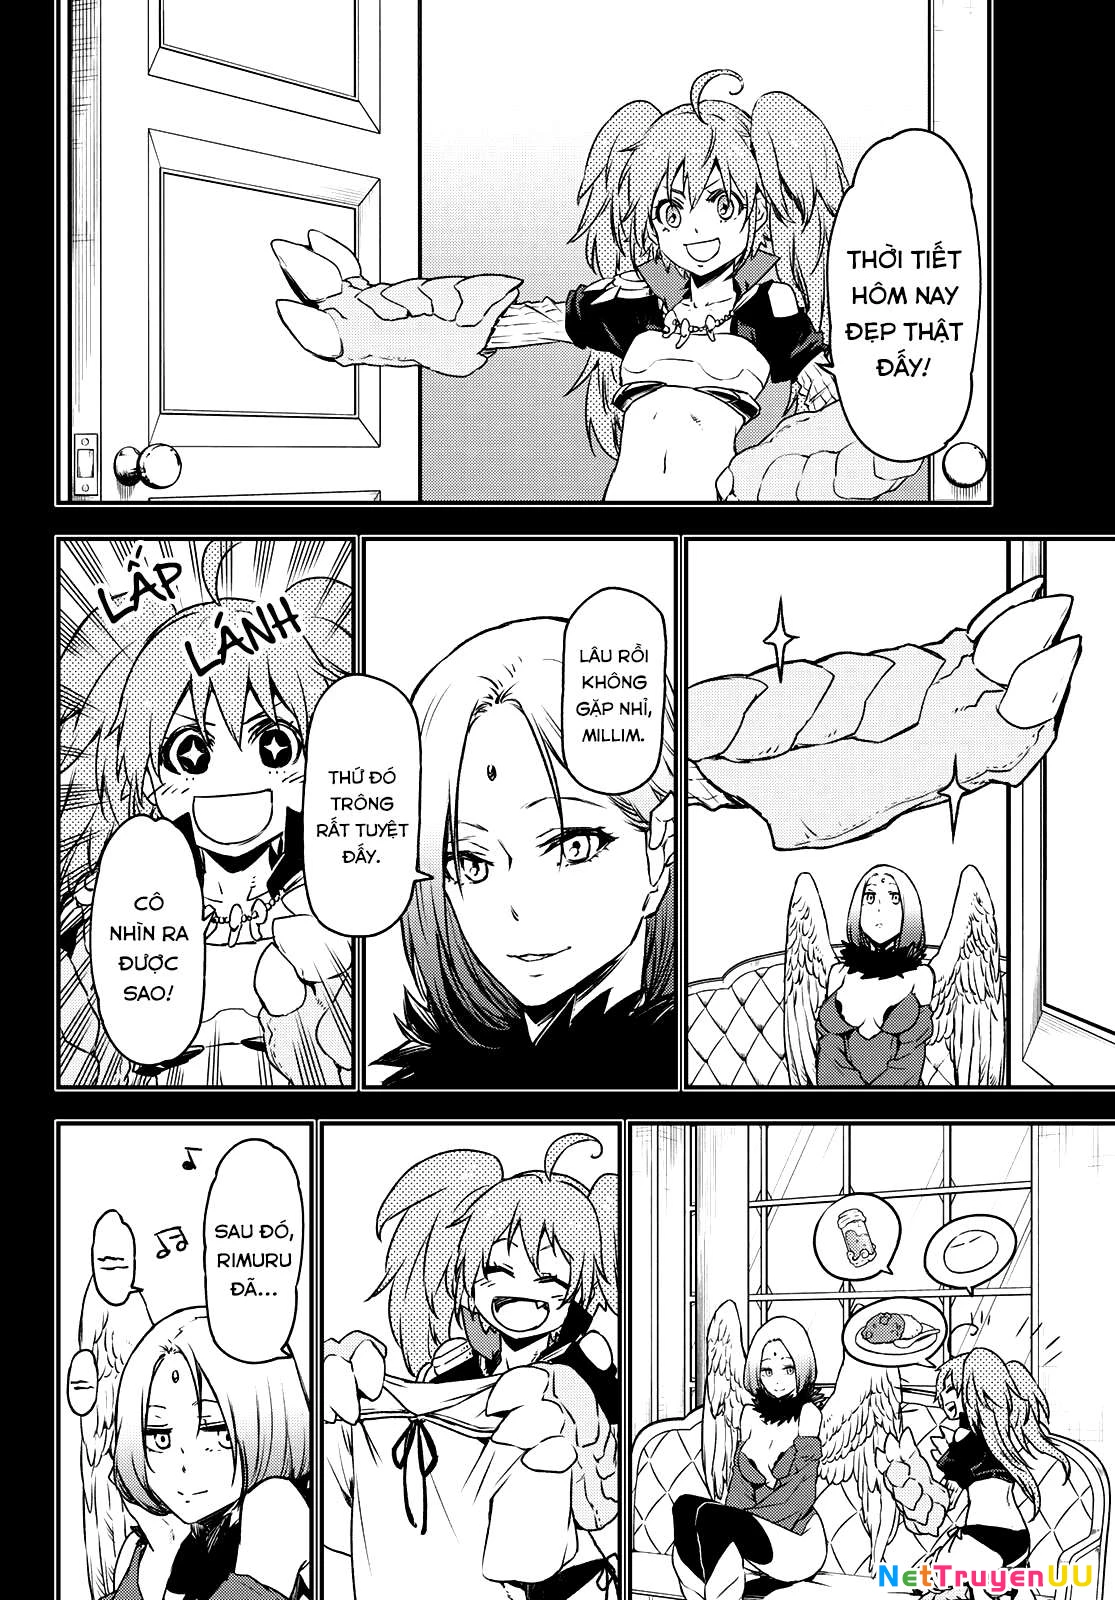 THỜI TIẾT
HÔM NAY
ĐẸP THẬT
ĐẤY!
LÂU RỒI
KHÔNG
GẶP NHỈ,
MILLIM.
THỨ ĐÓ
TRÔNG
RẤT TUYỆT
ĐẤY.
LẤP
LÁNH
CÔ
NHÌN RA
ĐƯỢC
SAO!
SAU ĐÓ,
RIMURU
ĐÃ...
NETTRUYENUU